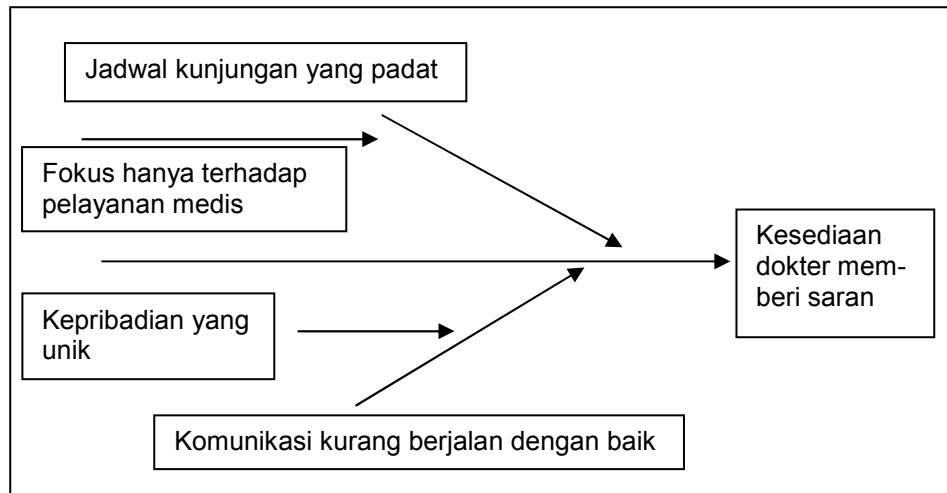 Jadwal kunjungan yang padat
Fokus hanya terhadap
pelayanan medis
Kesediaan
dokter mem-
beri saran
Kepribadian yang
unik
Komunikasi kurang berjalan dengan baik